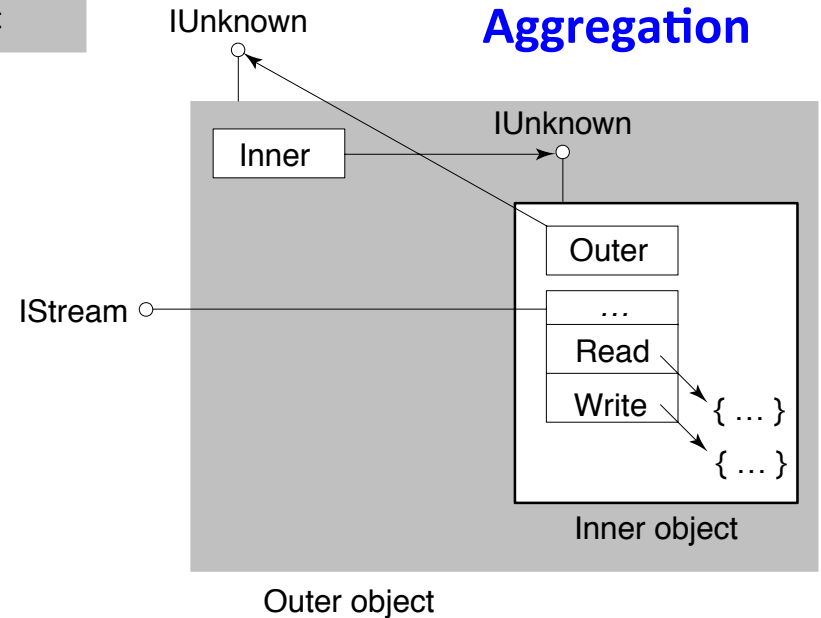 IUnknown
Aggregation
IUnknown
Inner
Outer
IStream
...
Read
Write
{ ... }
{ ... }
Inner object
Outer object